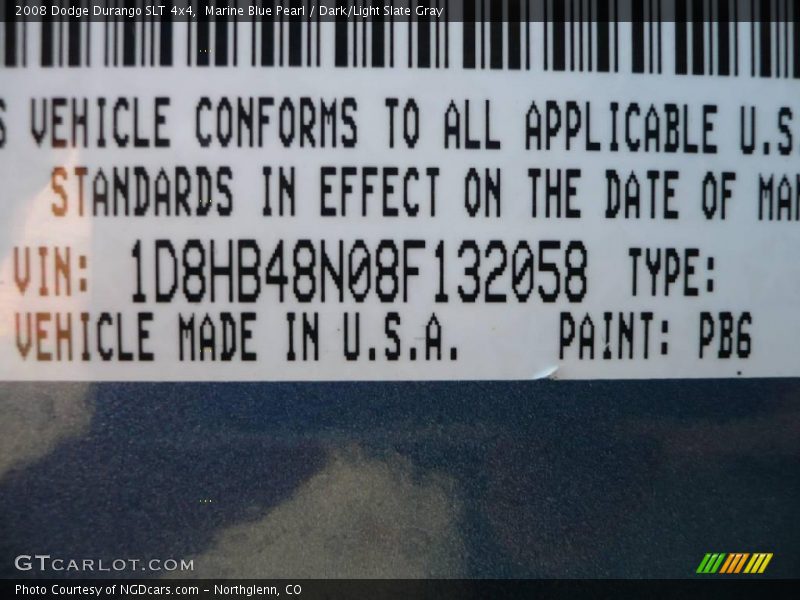 2008 Dodge Durango SLT 4x4, Marine Blue Pearl / Dark/Light Slate Gray
S VEHICLE CONFORMS TO ALL APPLICABLE U.S.
STANDARDS IN EFFECT ON THE DATE OF MAN
VIN: 1D8HB48N08F132058 TYPE:
VEHICLE MADE IN U.S.A. PAINT: PB6
GTCARLOT.COM
Photo Courtesy of NGDcars.com – Northglenn, CO